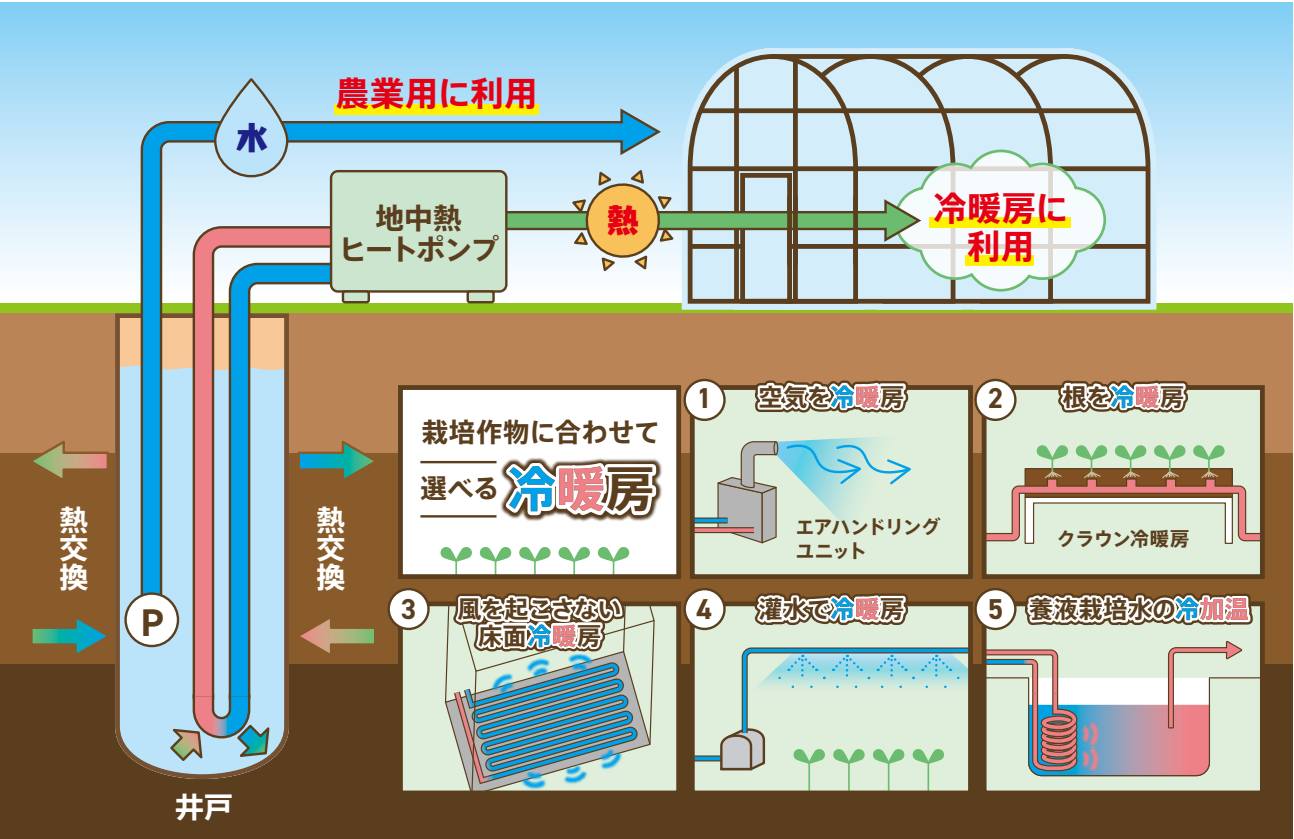 農業用に利用
水
地中熱
ヒートポンプ
熱
冷暖房に
利用
熱交換
熱交換
P
井戸
栽培作物に合わせて
選べる冷暖房
1 空気を冷暖房
エアハンドリング
ユニット
2 根を冷暖房
クラウン冷暖房
3 風を起こさない
床面冷暖房
4 灌水で冷暖房
5 養液栽培水の冷加温